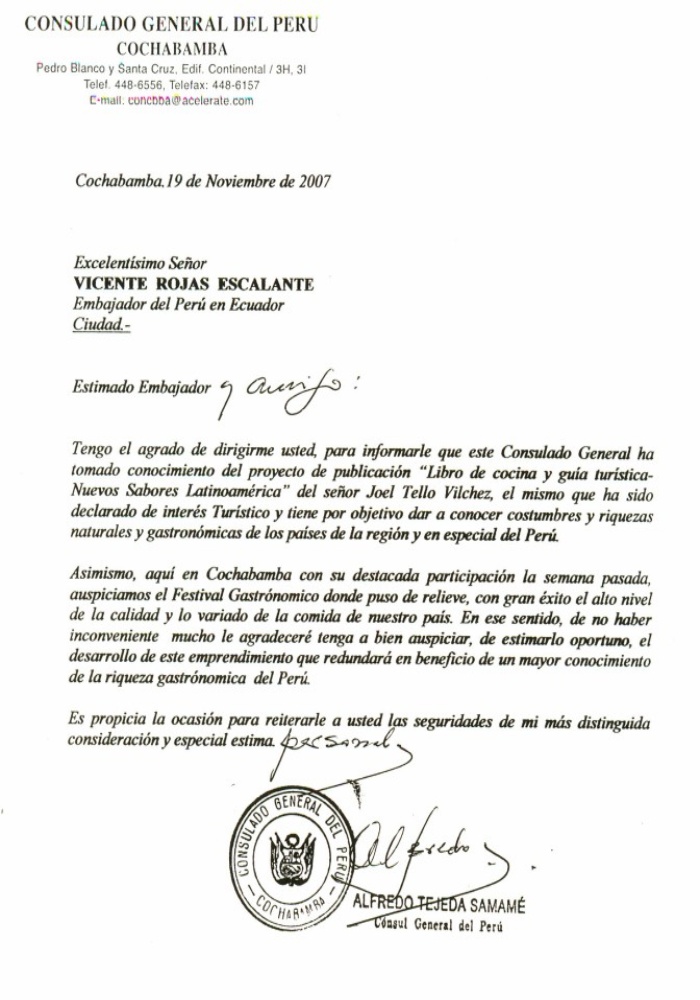 CONSULADO GENERAL DEL PERU
COCHABAMBA
Pedro Blanco y Santa Cruz, Edif. Continental / 3H, 3I
Telef. 448-6556, Telefax: 448-6157
E-mail: concbba@acelerate.com
Cochabamba.19 de Noviembre de 2007
Excelentísimo Señor
VICENTE ROJAS ESCALANTE
Embajador del Perú en Ecuador
Ciudad.-
Estimado Embajador y amigo:
Tengo el agrado de dirigirme usted, para informarle que este Consulado General ha
tomado conocimiento del proyecto de publicación "Libro de cocina y guía turística-
Nuevos Sabores Latinoamérica" del señor Joel Tello Vilchez, el mismo que ha sido
declarado de interés Turístico y tiene por objetivo dar a conocer costumbres y riquezas
naturales y gastronómicas de los países de la región y en especial del Perú.
Asimismo, aquí en Cochabamba con su destacada participación la semana pasada,
auspiciamos el Festival Gastrónomico donde puso de relieve, con gran éxito el alto nivel
de la calidad y lo variado de la comida de nuestro país. En ese sentido, de no haber
inconveniente mucho le agradeceré tenga a bien auspiciar, de estimarlo oportuno, el
desarrollo de este emprendimiento que redundará en beneficio de un mayor conocimiento
de la riqueza gastrónomica del Perú.
Es propicia la ocasión para reiterarle a usted las seguridades de mi más distinguida
consideración y especial estima. personal
CONSULADO GENERAL DEL PERU
COCHABAMBA
Alfredo
ALFREDO TEJEDA SAMAMÉ
Cónsul General del Perú